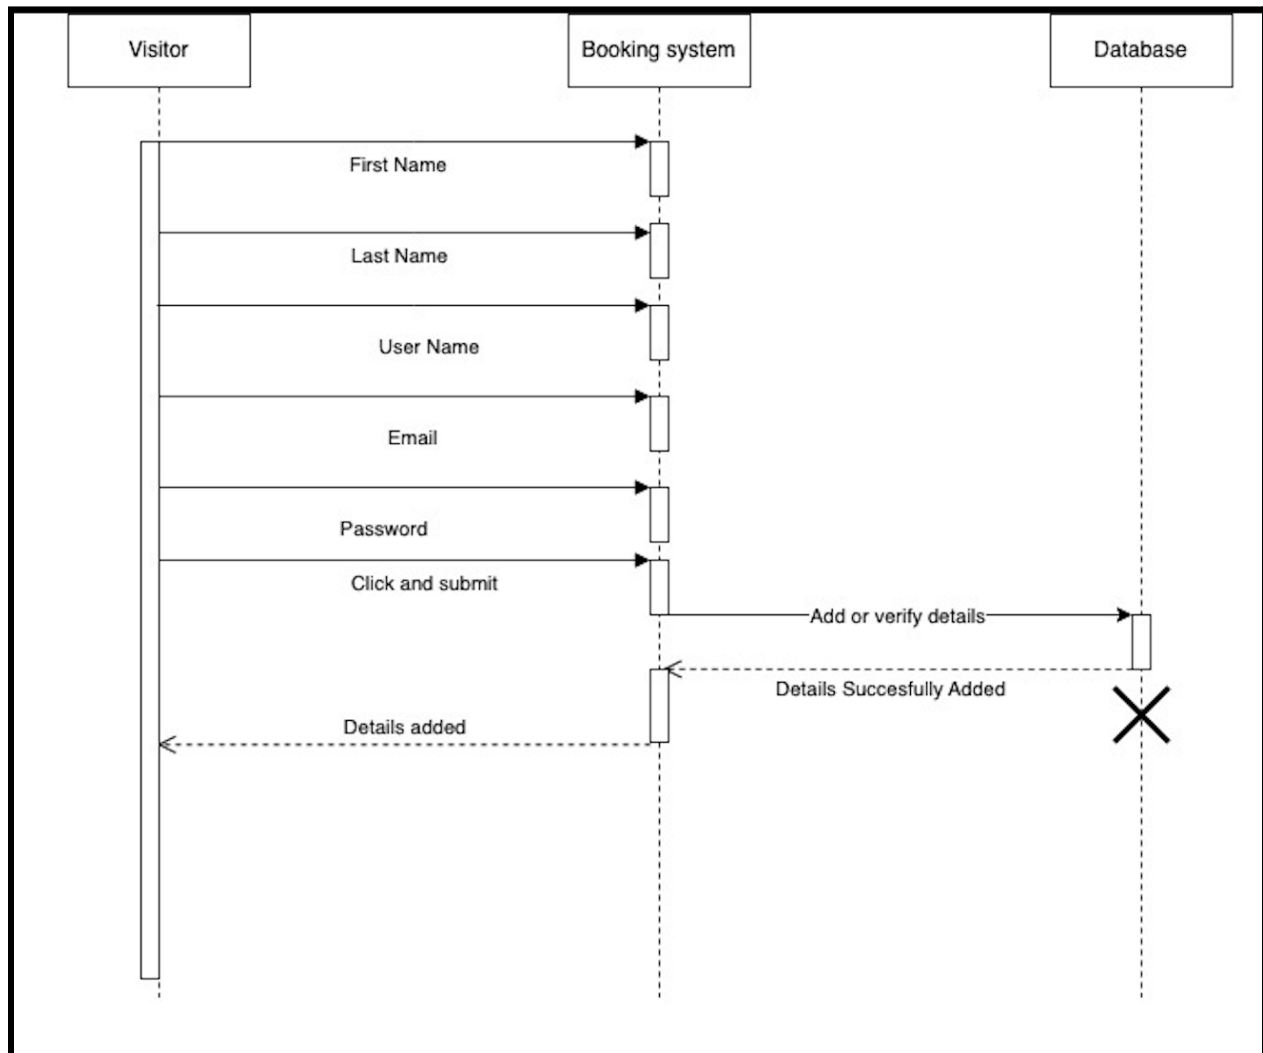 Visitor
Booking system
Database
First Name
Last Name
User Name
Email
Password
Click and submit
Add or verify details
Details Succesfully Added
Details added